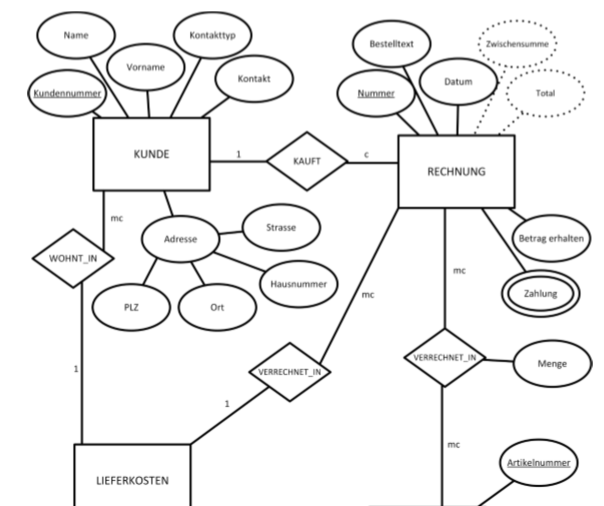 Name
Kontakttyp
Vorname
Kontakt
Kundennummer
Bestelltext
Zwischensumme
Datum
Nummer
Total
KUNDE
1
KAUFT
c
RECHNUNG
mc
Adresse
Strasse
WOHNT_IN
Hausnummer
PLZ
Ort
Betrag erhalten
mc
Zahlung
mc
VERRECHNET_IN
Menge
1
VERRECHNET_IN
1
mc
Artikelnummer
LIEFERKOSTEN